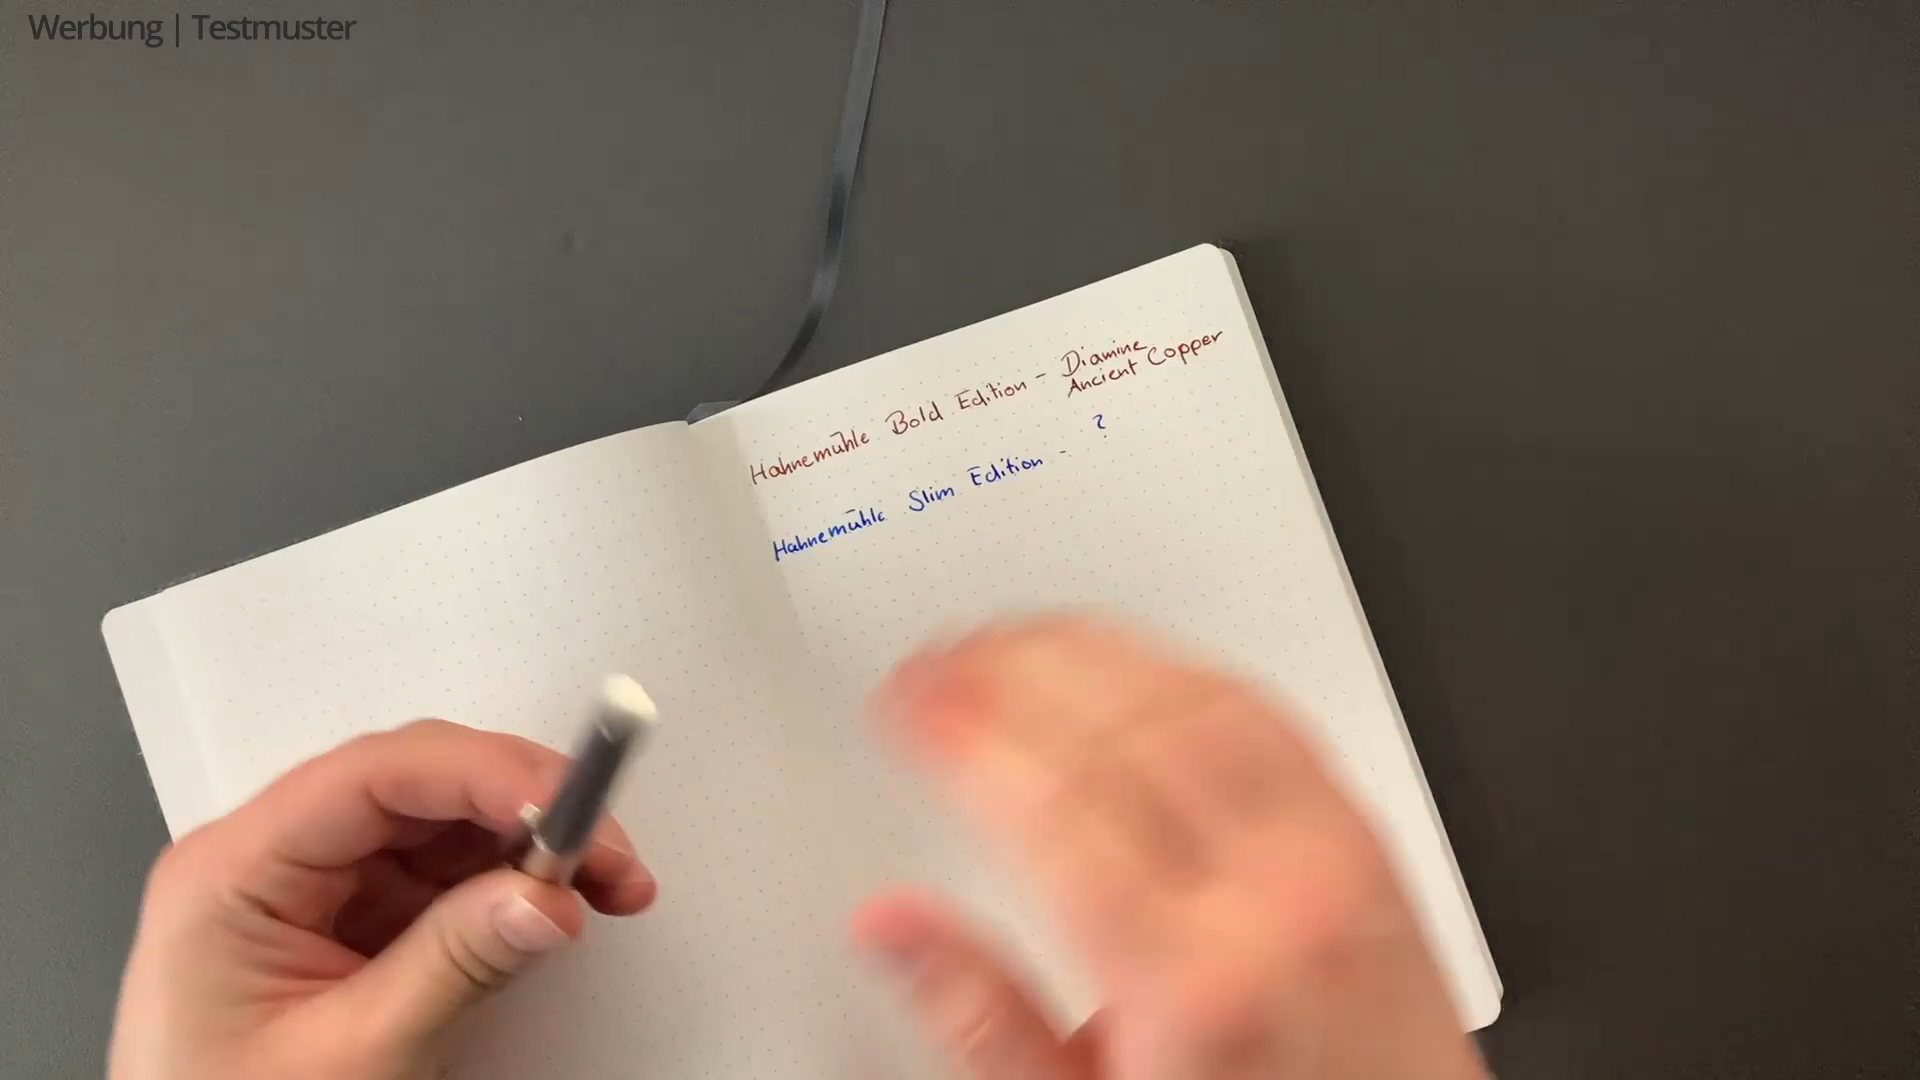 Werbung | Testmuster
Hahnemühle Bold Edition - Diamine
Ancient Copper
Hahnemühle Slim Edition - ?